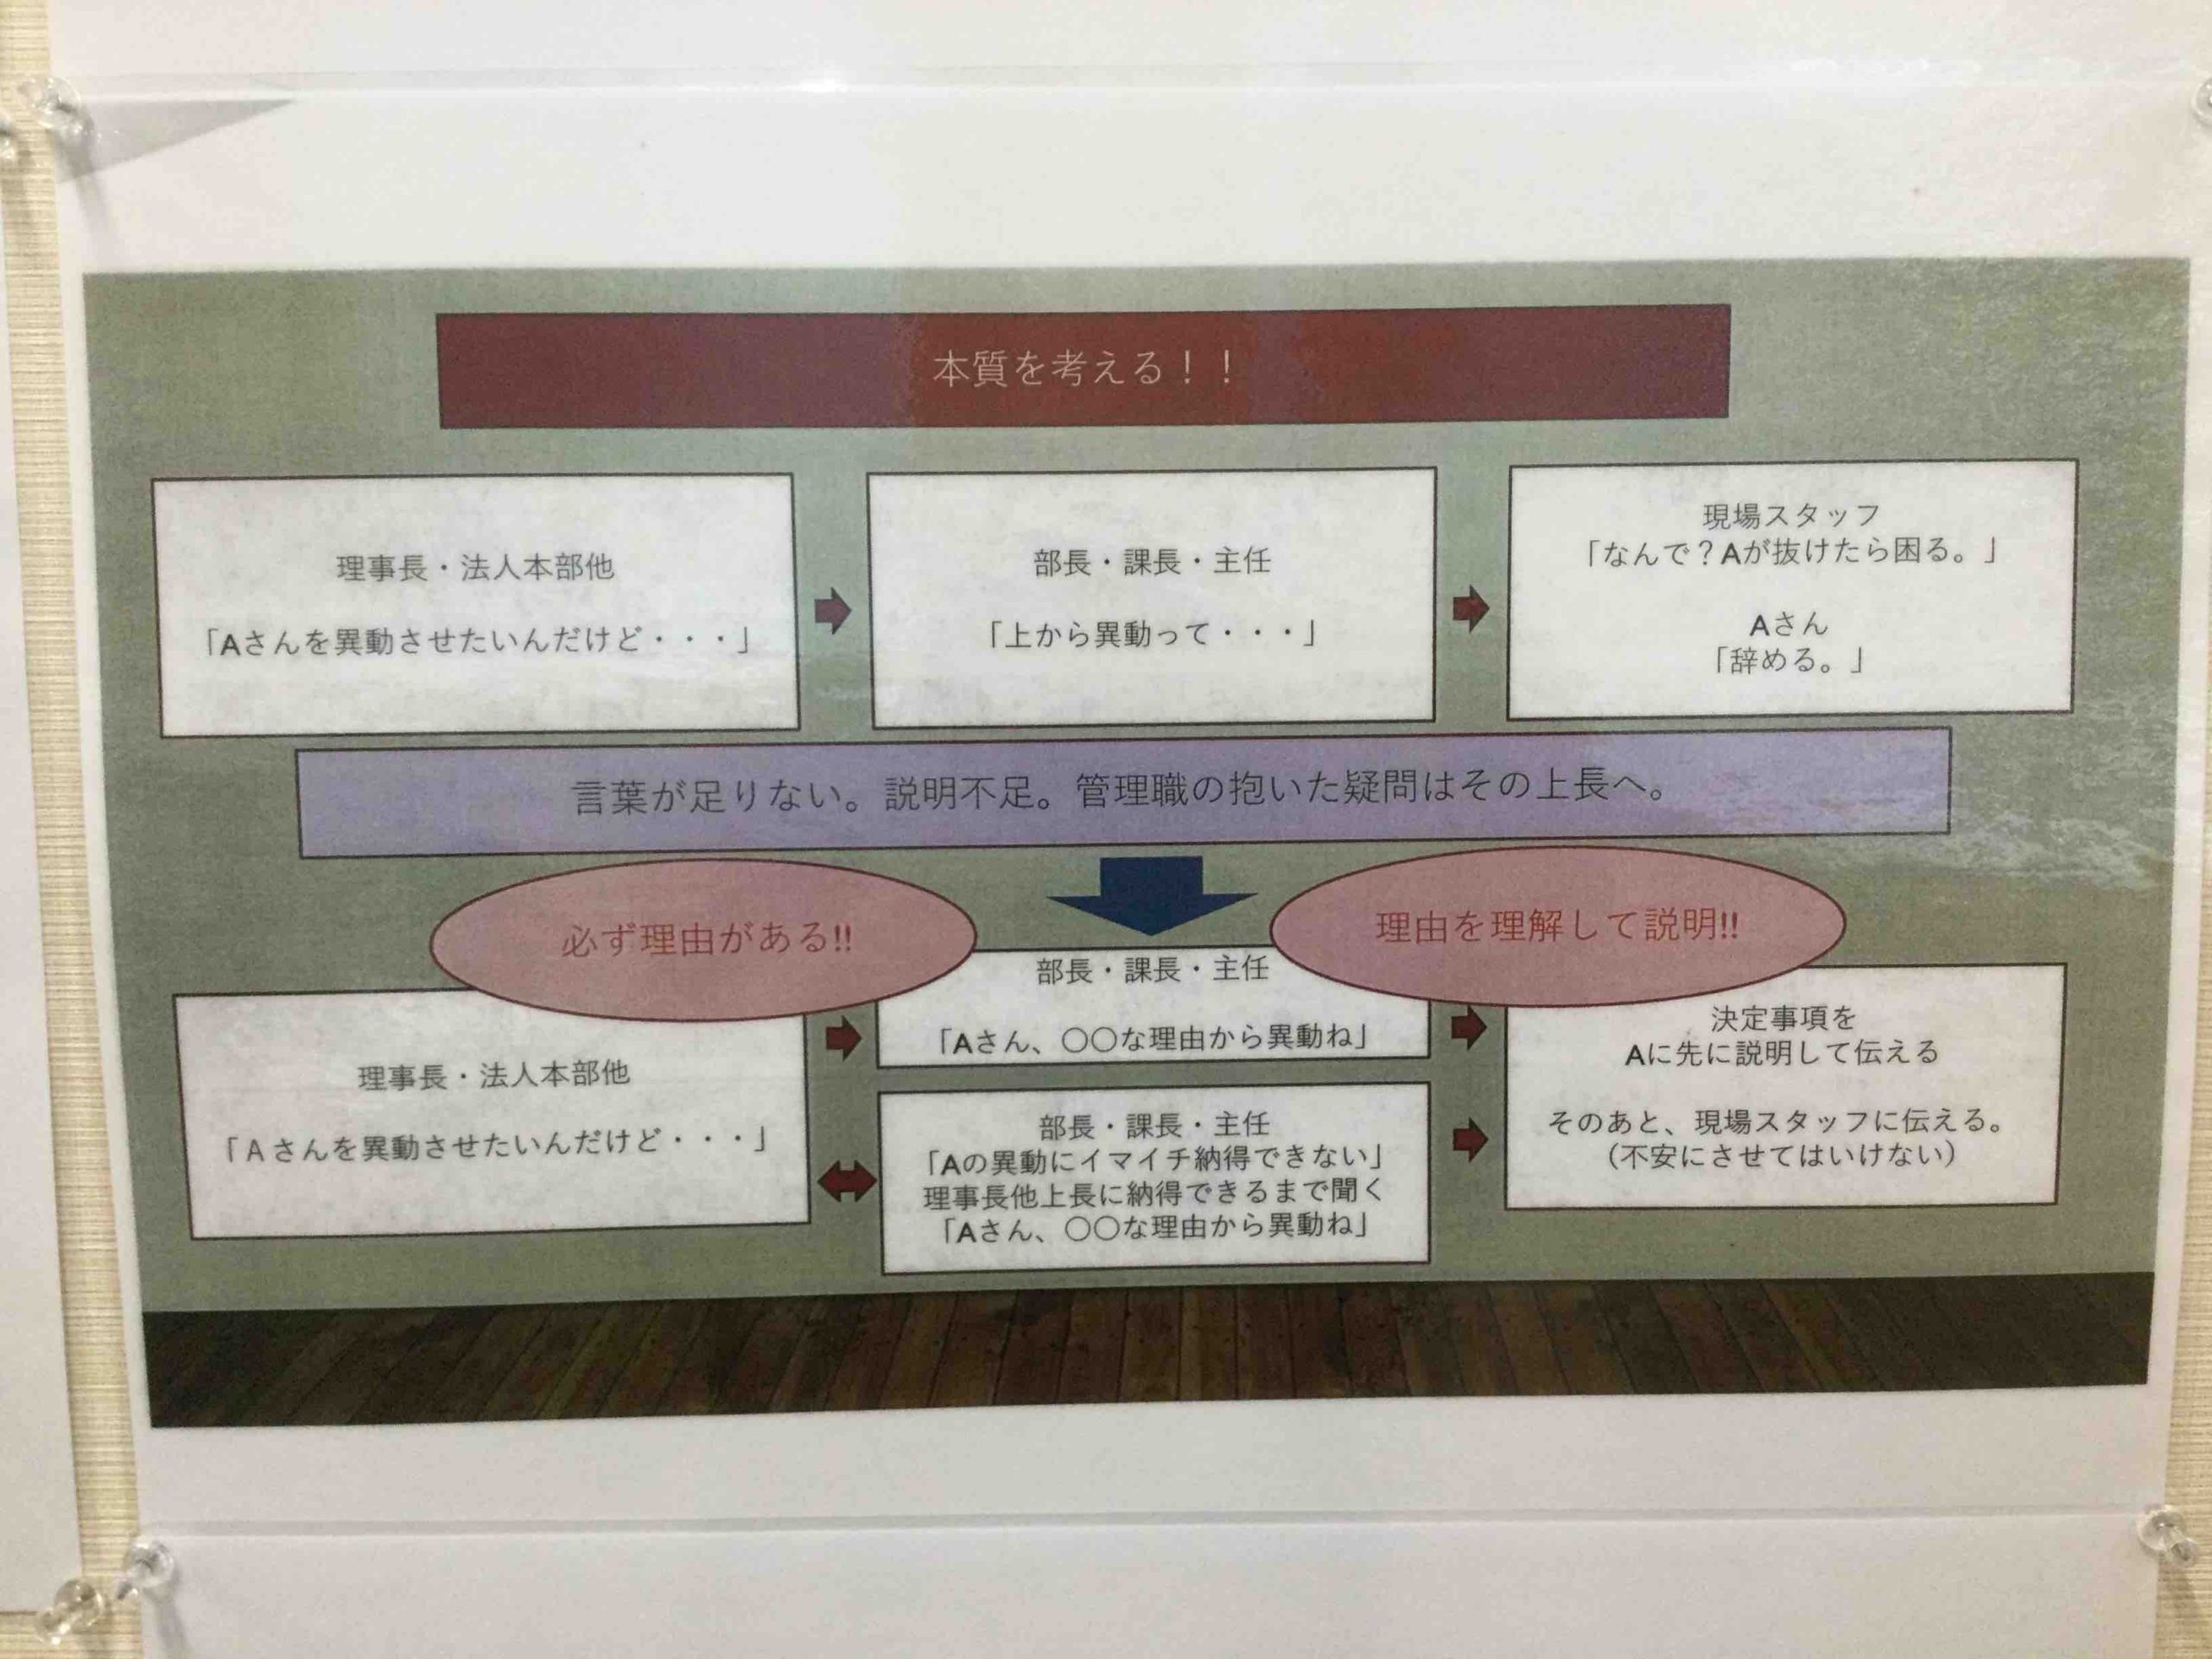 本質を考える！！
理事長・法人本部他
「Aさんを異動させたいんだけど・・・」
部長・課長・主任
「上から異動って・・・」
現場スタッフ
「なんで？Aが抜けたら困る。」
Aさん
「辞める。」
言葉が足りない。説明不足。管理職の抱いた疑問はその上長へ。
必ず理由がある!!
理由を理解して説明!!
理事長・法人本部他
「Aさんを異動させたいんだけど・・・」
部長・課長・主任
「Aさん、〇〇な理由から異動ね」
部長・課長・主任
「Aの異動にイマイチ納得できない」
理事長他上長に納得できるまで聞く
「Aさん、〇〇な理由から異動ね」
決定事項を
Aに先に説明して伝える
そのあと、現場スタッフに伝える。
（不安にさせてはいけない）